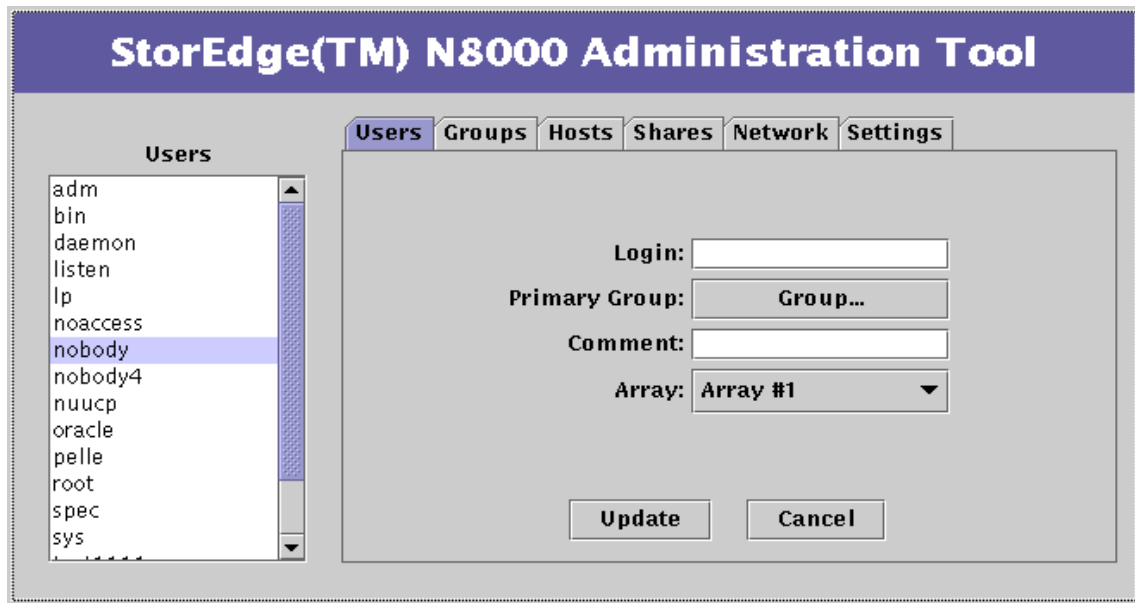 StorEdge(TM) N8000 Administration Tool
Users Groups Hosts Shares Network Settings
Users
adm
bin
daemon
listen
lp
noaccess
nobody
nobody4
nuucp
oracle
pelle
root
spec
sys
Login:
Primary Group: Group...
Comment:
Array: Array #1
Update Cancel